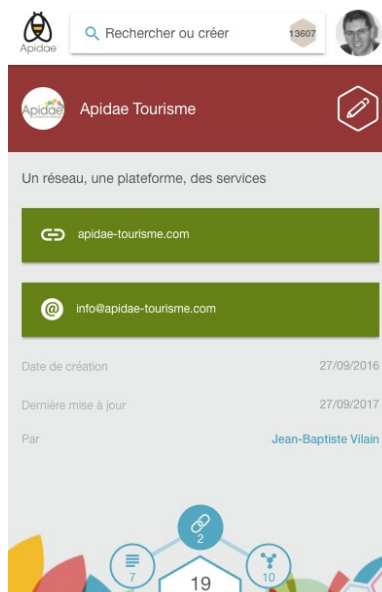 Apidae
Rechercher ou créer
13607
Apidae
Apidae Tourisme
Un réseau, une plateforme, des services
apidae-tourisme.com
@ info@apidae-tourisme.com
Date de création 27/09/2016
Dernière mise à jour 27/09/2017
Par Jean-Baptiste Vilain
2
7
19
10